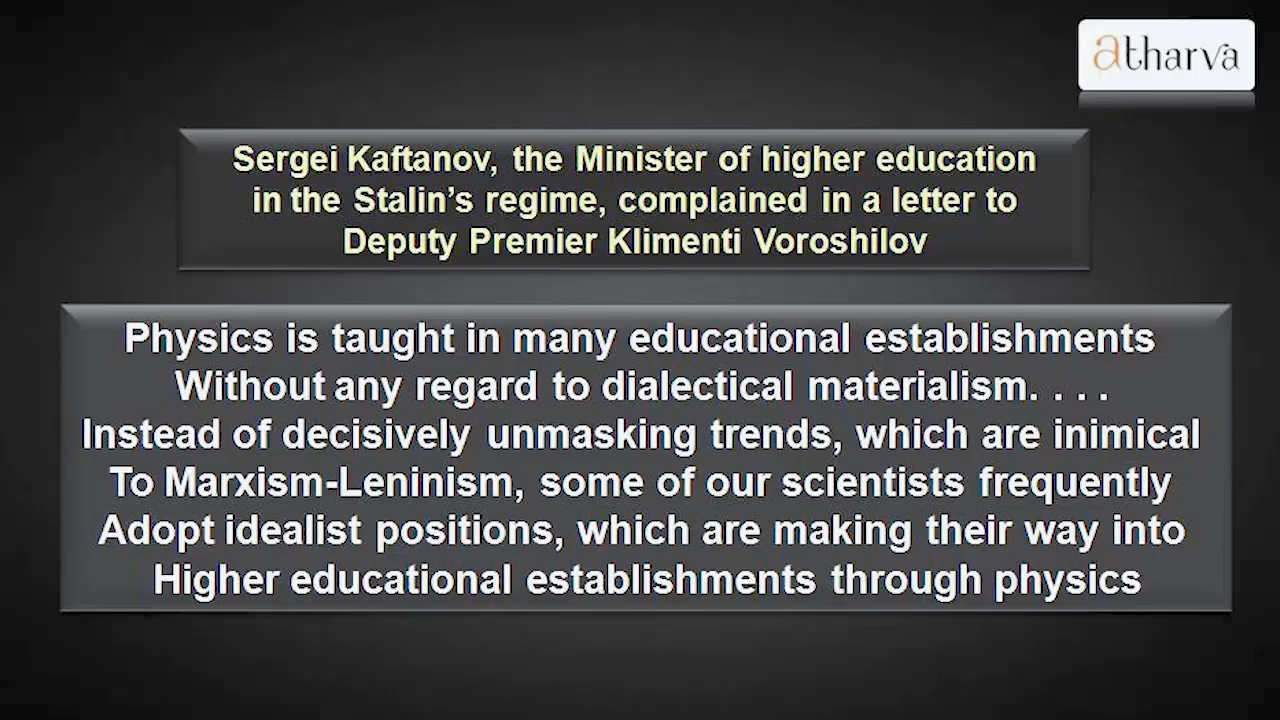 atharva
Sergei Kaftanov, the Minister of higher education
in the Stalin's regime, complained in a letter to
Deputy Premier Klimenti Voroshilov
Physics is taught in many educational establishments
Without any regard to dialectical materialism. . . .
Instead of decisively unmasking trends, which are inimical
To Marxism-Leninism, some of our scientists frequently
Adopt idealist positions, which are making their way into
Higher educational establishments through physics